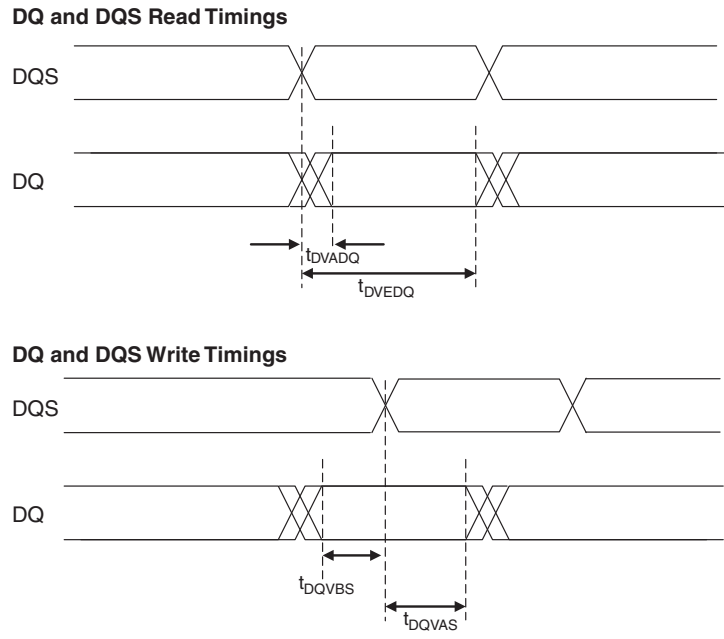 DQ and DQS Read Timings
DQS
DQ
tDVADQ
tDVEDQ
DQ and DQS Write Timings
DQS
DQ
tDQVBS
tDQVAS